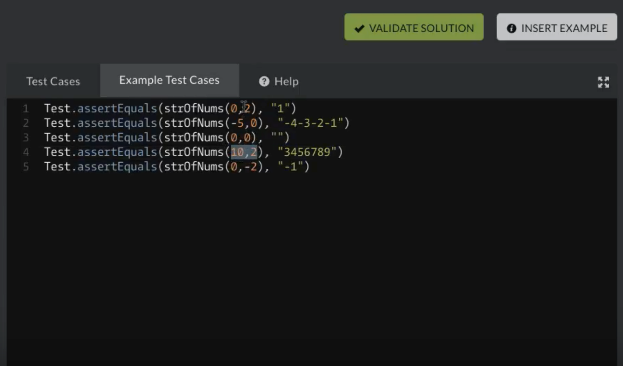 VALIDATE SOLUTION INSERT EXAMPLE
Test Cases Example Test Cases Help
1 Test.assertEquals(strOfNums(0,2), "1")
2 Test.assertEquals(strOfNums(-5,0), "-4-3-2-1")
3 Test.assertEquals(strOfNums(0,0), "")
4 Test.assertEquals(strOfNums(10,2), "3456789")
5 Test.assertEquals(strOfNums(0,-2), "-1")